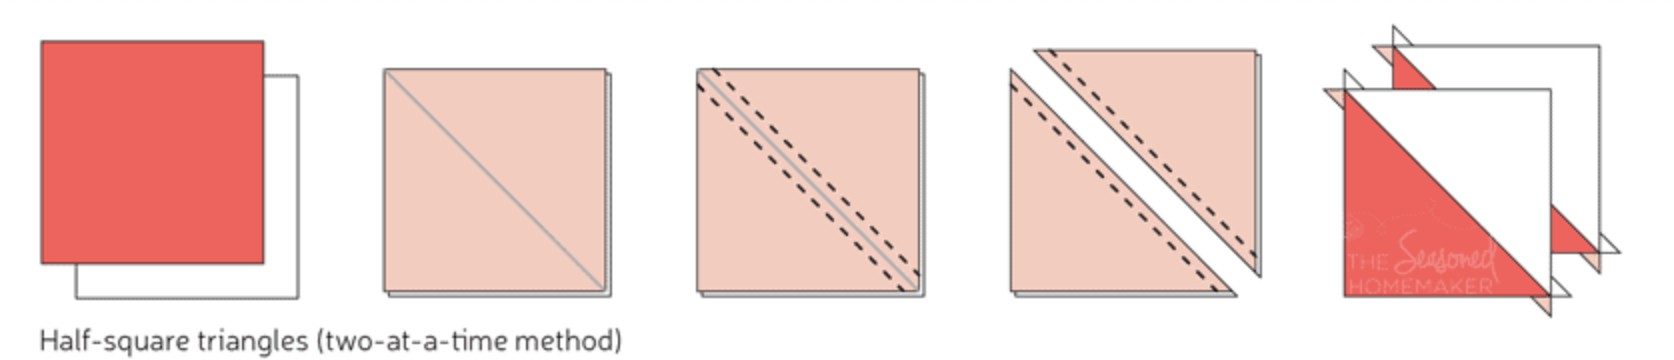 THE Seasoned
HOMEMAKER
Half-square triangles (two-at-a-time method)